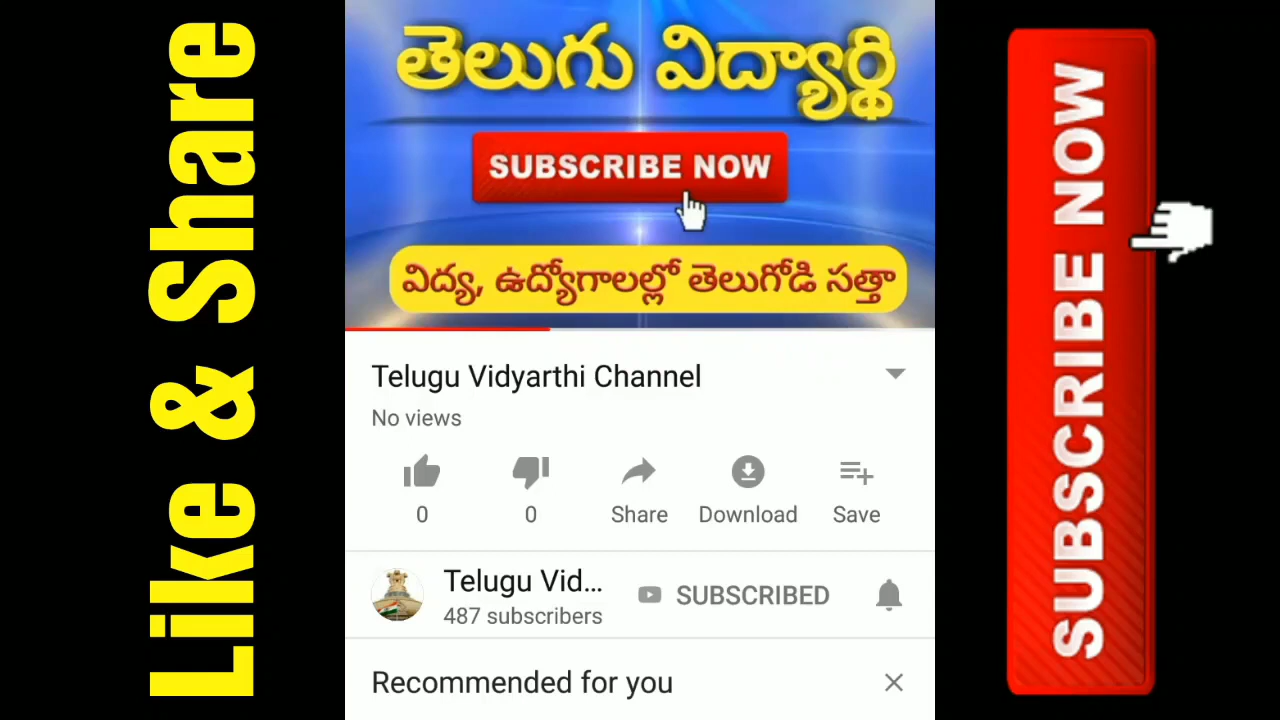 Like & Share
తెలుగు విద్యార్థి
SUBSCRIBE NOW
విద్య, ఉద్యోగాలల్లో తెలుగోడి సత్తా
Telugu Vidyarthi Channel
No views
0 0 Share Download Save
Telugu Vid... SUBSCRIBED
487 subscribers
Recommended for you
SUBSCRIBE NOW